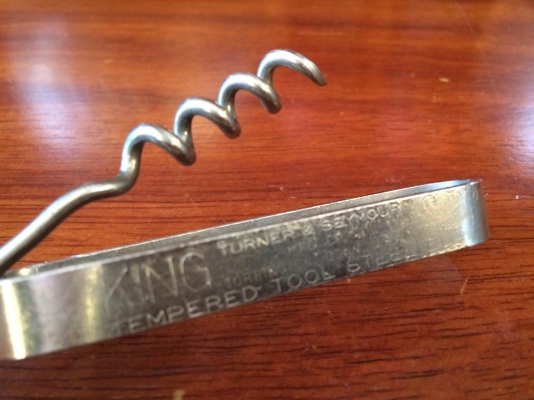 KING
TURNER & SEYMOUR
TEMPERED TOOL STEEL